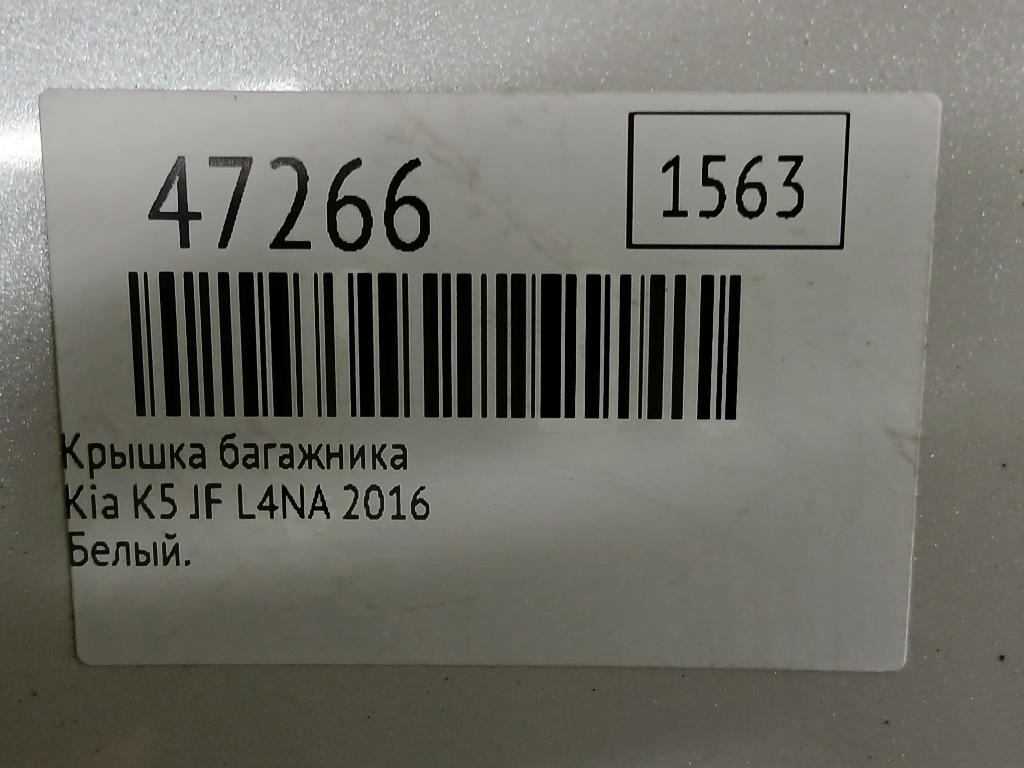 47266
1563
Крышка багажника
Kia K5 JF L4NA 2016
Белый.